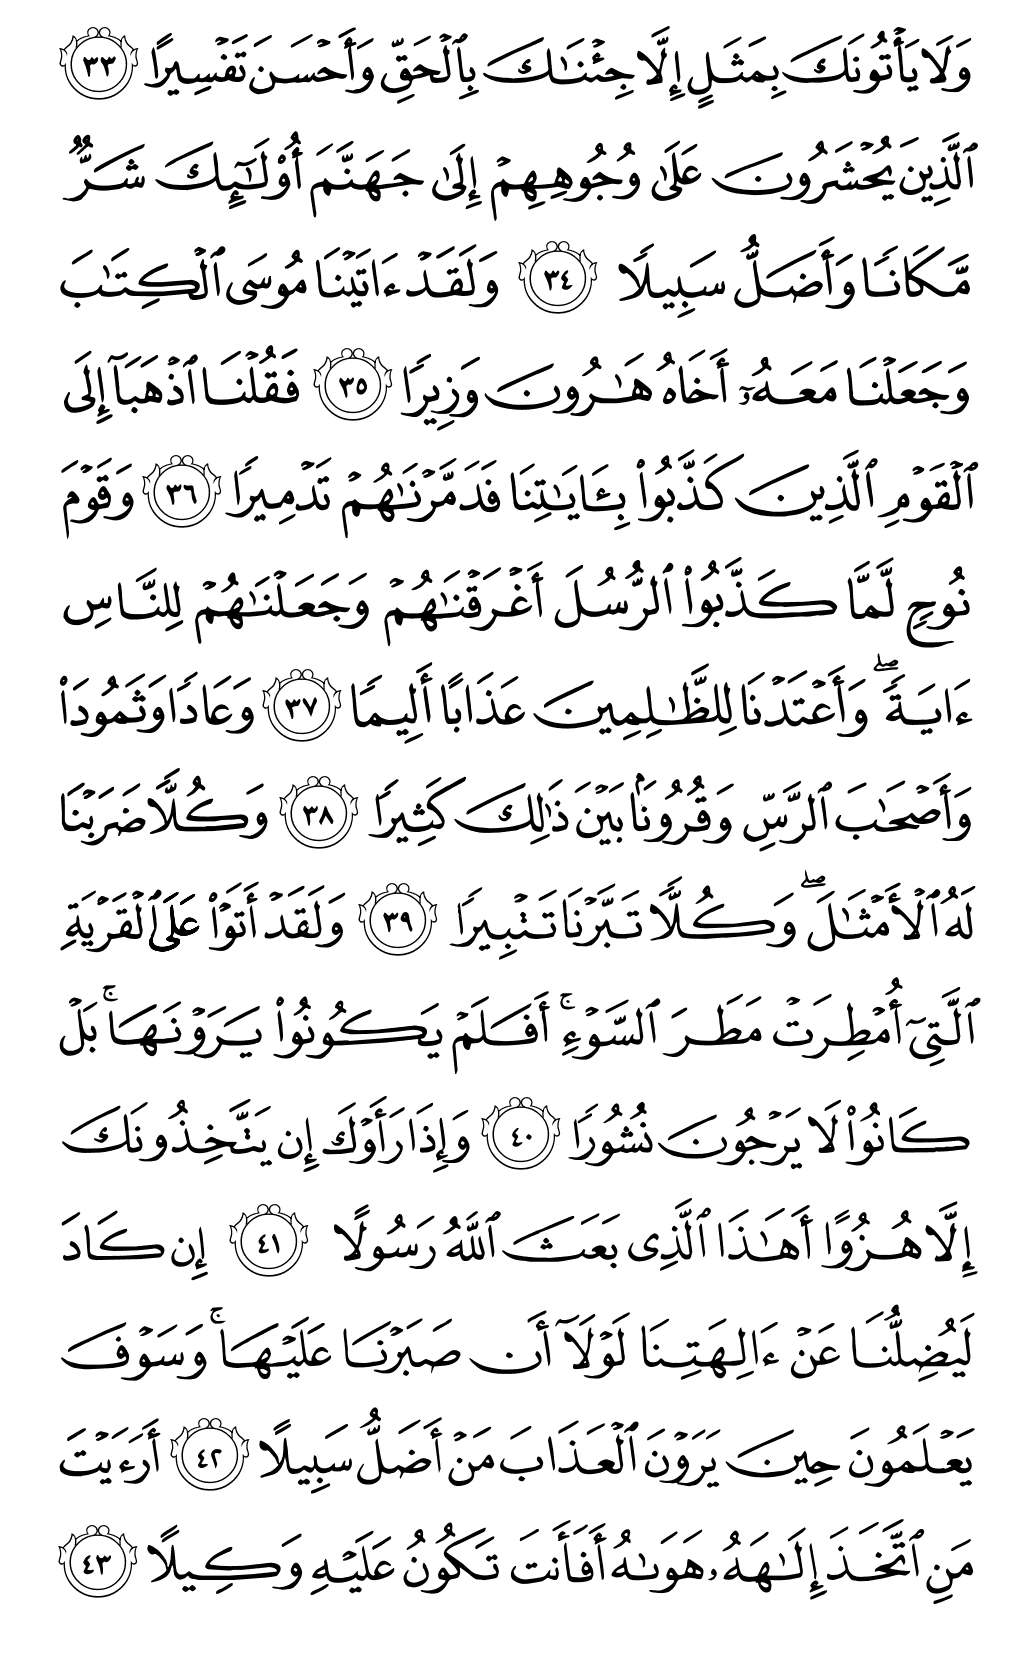 وَلَا يَأْتُونَكَ بِمَثَلٍ إِلَّا جِئْنَـٰكَ بِٱلْحَقِّ وَأَحْسَنَ تَفْسِيرًا ٣٣
ٱلَّذِينَ يُحْشَرُونَ عَلَىٰ وُجُوهِهِمْ إِلَىٰ جَهَنَّمَ أُو۟لَـٰٓئِكَ شَرٌّ
مَّكَانًا وَأَضَلُّ سَبِيلًا ٣٤ وَلَقَدْ ءَاتَيْنَا مُوسَى ٱلْكِتَـٰبَ
وَجَعَلْنَا مَعَهُۥٓ أَخَاهُ هَـٰرُونَ وَزِيرًا ٣٥ فَقُلْنَا ٱذْهَبَآ إِلَى
ٱلْقَوْمِ ٱلَّذِينَ كَذَّبُوا۟ بِـَٔايَـٰتِنَا فَدَمَّرْنَـٰهُمْ تَدْمِيرًا ٣٦ وَقَوْمَ
نُوحٍ لَّمَّا كَذَّبُوا۟ ٱلرُّسُلَ أَغْرَقْنَـٰهُمْ وَجَعَلْنَـٰهُمْ لِلنَّاسِ
ءَايَةً ۖ وَأَعْتَدْنَا لِلظَّـٰلِمِينَ عَذَابًا أَلِيمًا ٣٧ وَعَادًا وَثَمُودَا۟
وَأَصْحَـٰبَ ٱلرَّسِّ وَقُرُونًۢا بَيْنَ ذَٰلِكَ كَثِيرًا ٣٨ وَكُلًّا ضَرَبْنَا
لَهُ ٱلْأَمْثَـٰلَ ۖ وَكُلًّا تَبَّرْنَا تَتْبِيرًا ٣٩ وَلَقَدْ أَتَوْا۟ عَلَى ٱلْقَرْيَةِ
ٱلَّتِىٓ أُمْطِرَتْ مَطَرَ ٱلسَّوْءِ ۚ أَفَلَمْ يَكُونُوا۟ يَرَوْنَهَا ۚ بَلْ
كَانُوا۟ لَا يَرْجُونَ نُشُورًا ٤٠ وَإِذَا رَأَوْكَ إِن يَتَّخِذُونَكَ
إِلَّا هُزُوًا أَهَـٰذَا ٱلَّذِى بَعَثَ ٱللَّهُ رَسُولًا ٤١ إِن كَادَ
لَيُضِلُّنَا عَنْ ءَالِهَتِنَا لَوْلَآ أَن صَبَرْنَا عَلَيْهَا ۚ وَسَوْفَ
يَعْلَمُونَ حِينَ يَرَوْنَ ٱلْعَذَابَ مَنْ أَضَلُّ سَبِيلًا ٤٢ أَرَءَيْتَ
مَنِ ٱتَّخَذَ إِلَـٰهَهُۥ هَوَىٰهُ أَفَأَنتَ تَكُونُ عَلَيْهِ وَكِيلًا ٤٣